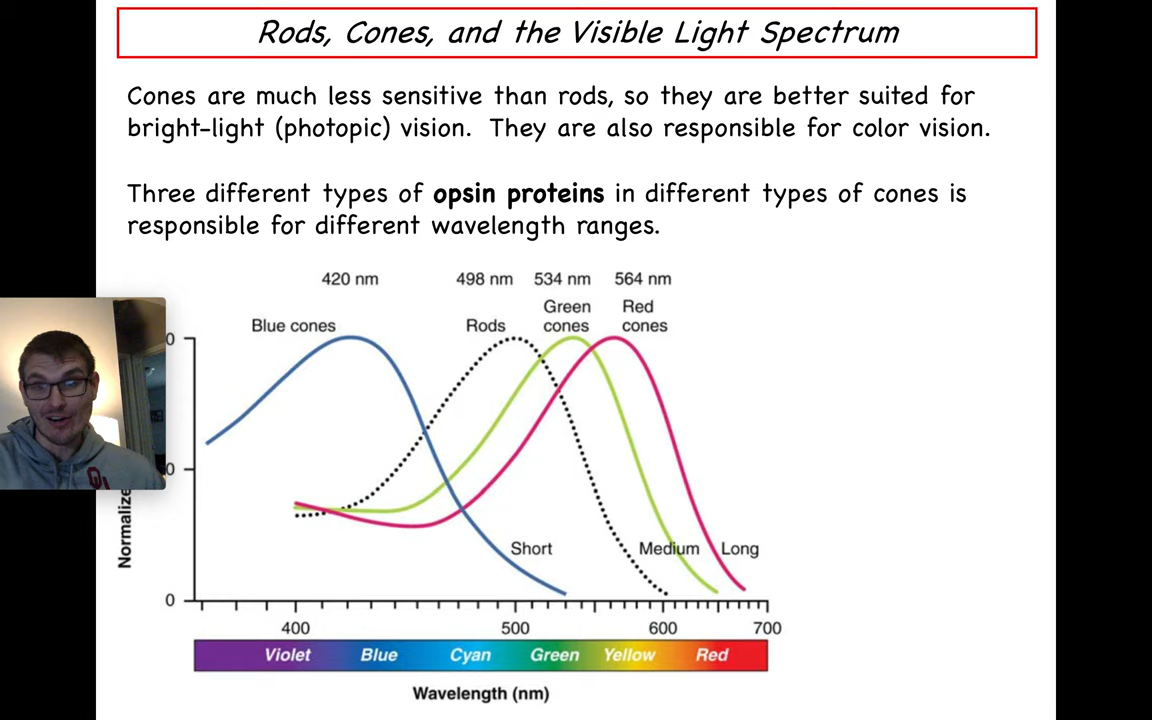 Rods, Cones, and the Visible Light Spectrum
Cones are much less sensitive than rods, so they are better suited for
bright-light (photopic) vision. They are also responsible for color vision.
Three different types of opsin proteins in different types of cones is
responsible for different wavelength ranges.
420 nm 498 nm 534 nm 564 nm
Blue cones Rods Green cones Red cones
Short Medium Long
0
400 500 600 700
Violet Blue Cyan Green Yellow Red
Wavelength (nm)
OU